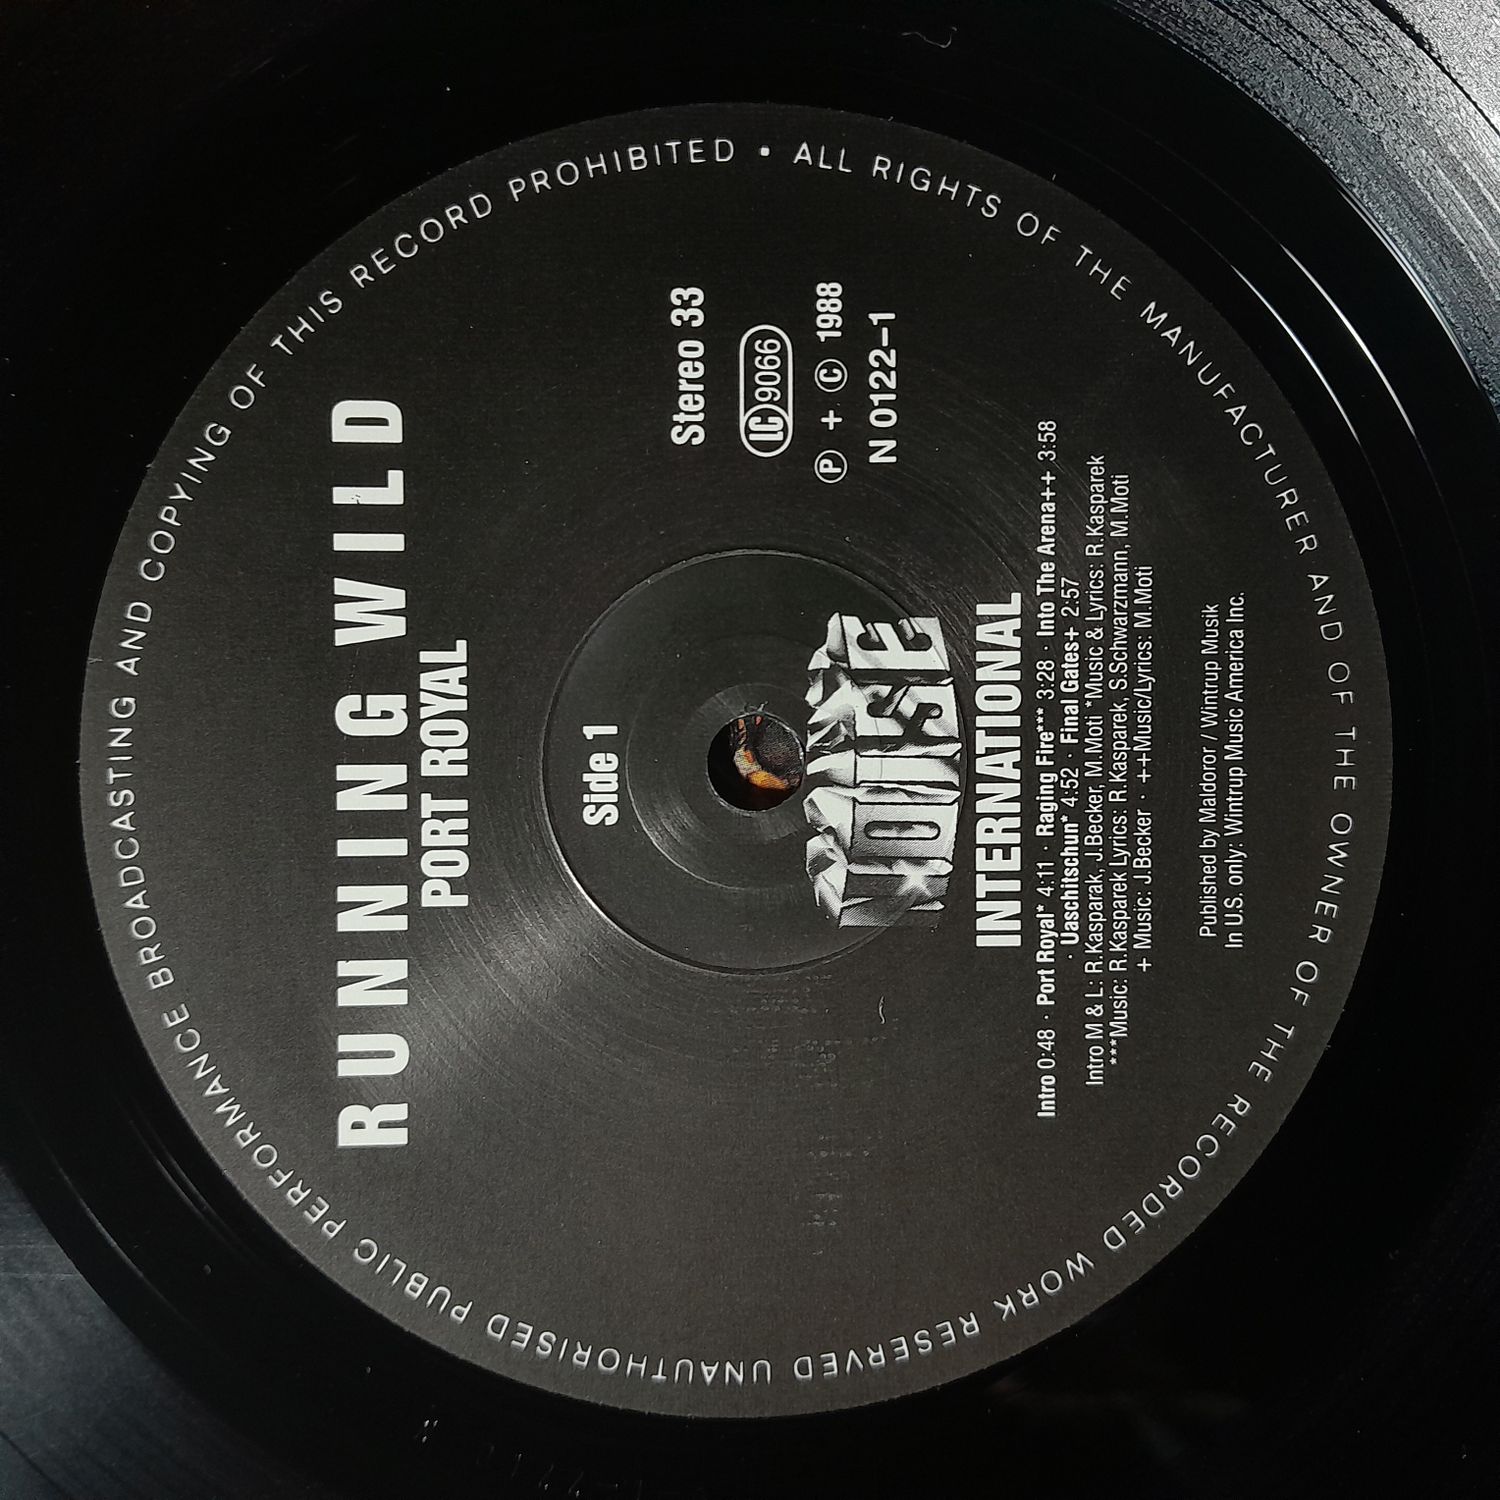 RUNNING WILD
PORT ROYAL
Side 1
Stereo 33
LC 9066
Ⓟ + Ⓒ 1988
N 0122-1
NOISE
INTERNATIONAL
Intro 0:48 · Port Royal* 4:11 · Raging Fire*** 3:28 · Into The Arena++ 3:58
· Uaschitschun* 4:52 · Final Gates+ 2:57
Intro M & L: R.Kasparak, J.Becker, M.Moti *Music & Lyrics: R.Kasparek
***Music: R.Kasparek Lyrics: R.Kasparek, S.Schwarzmann, M.Moti
+ Music: J.Becker · ++Music/Lyrics: M.Moti
Published by Maldoror / Wintrup Musik
In U.S. only: Wintrup Music America Inc.
ALL RIGHTS OF THE MANUFACTURER AND OF THE OWNER OF THE RECORDED WORK RESERVED UNAUTHORISED PUBLIC PERFORMANCE BROADCASTING AND COPYING OF THIS RECORD PROHIBITED •